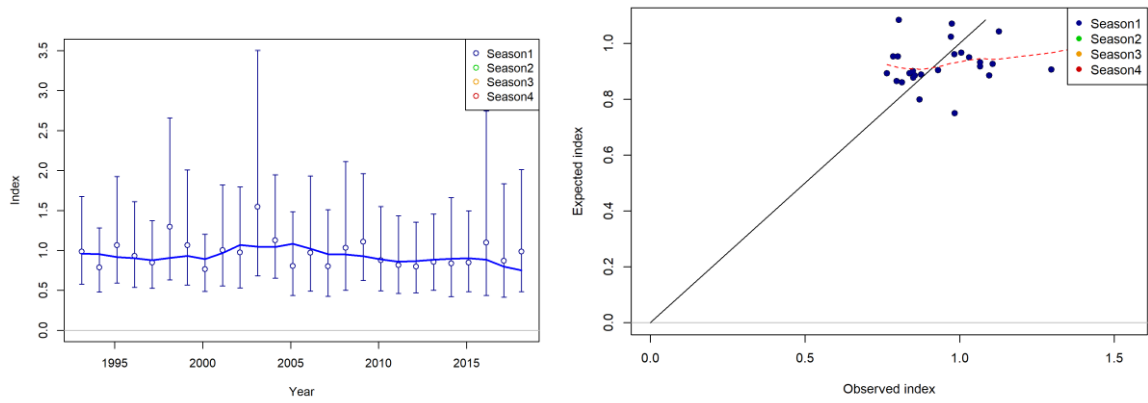 3.5
3.0
2.5
2.0
1.5
1.0
0.5
0.0
Index
1995 2000 2005 2010 2015
Year
Season1
Season2
Season3
Season4
1.0
0.8
0.6
0.4
0.2
0.0
Expected index
0.0 0.5 1.0 1.5
Observed index
Season1
Season2
Season3
Season4